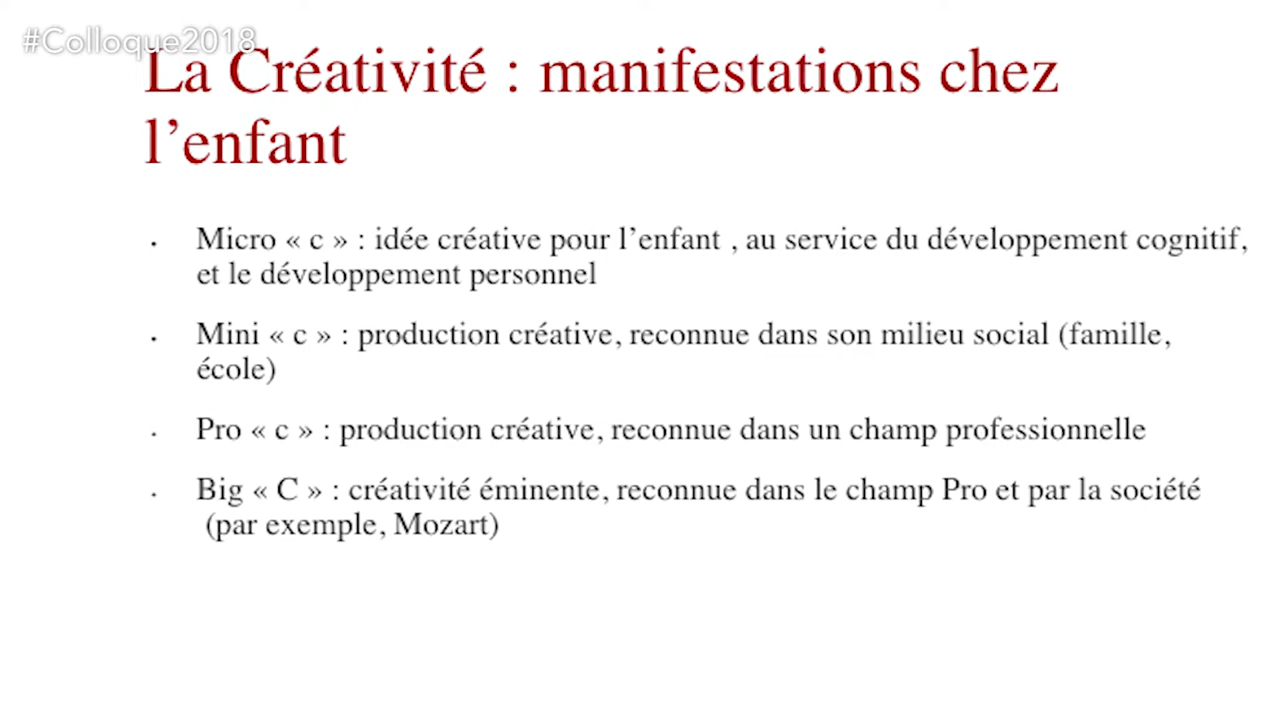 #Colloque2018
La Créativité : manifestations chez
l’enfant
• Micro « c » : idée créative pour l’enfant , au service du développement cognitif,
et le développement personnel
• Mini « c » : production créative, reconnue dans son milieu social (famille,
école)
• Pro « c » : production créative, reconnue dans un champ professionnelle
• Big « C » : créativité éminente, reconnue dans le champ Pro et par la société
(par exemple, Mozart)